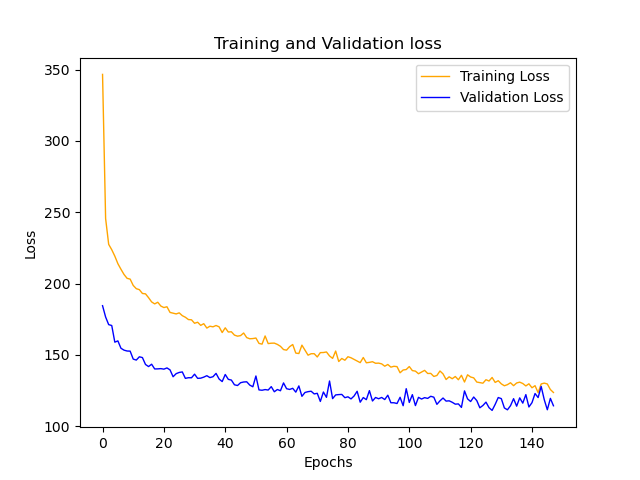 Training and Validation loss
Training Loss
Validation Loss
350
300
250
200
150
100
Loss
0 20 40 60 80 100 120 140
Epochs